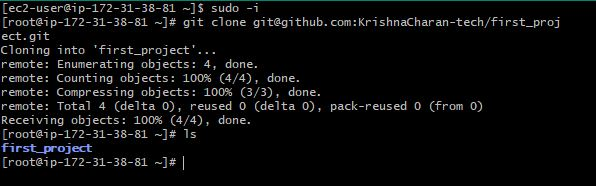 [ec2-user@ip-172-31-38-81 ~]$ sudo -i
[root@ip-172-31-38-81 ~]# git clone git@github.com:KrishnaCharan-tech/first_proj
ect.git
Cloning into 'first_project'...
remote: Enumerating objects: 4, done.
remote: Counting objects: 100% (4/4), done.
remote: Compressing objects: 100% (3/3), done.
remote: Total 4 (delta 0), reused 0 (delta 0), pack-reused 0 (from 0)
Receiving objects: 100% (4/4), done.
[root@ip-172-31-38-81 ~]# ls
first_project
[root@ip-172-31-38-81 ~]#